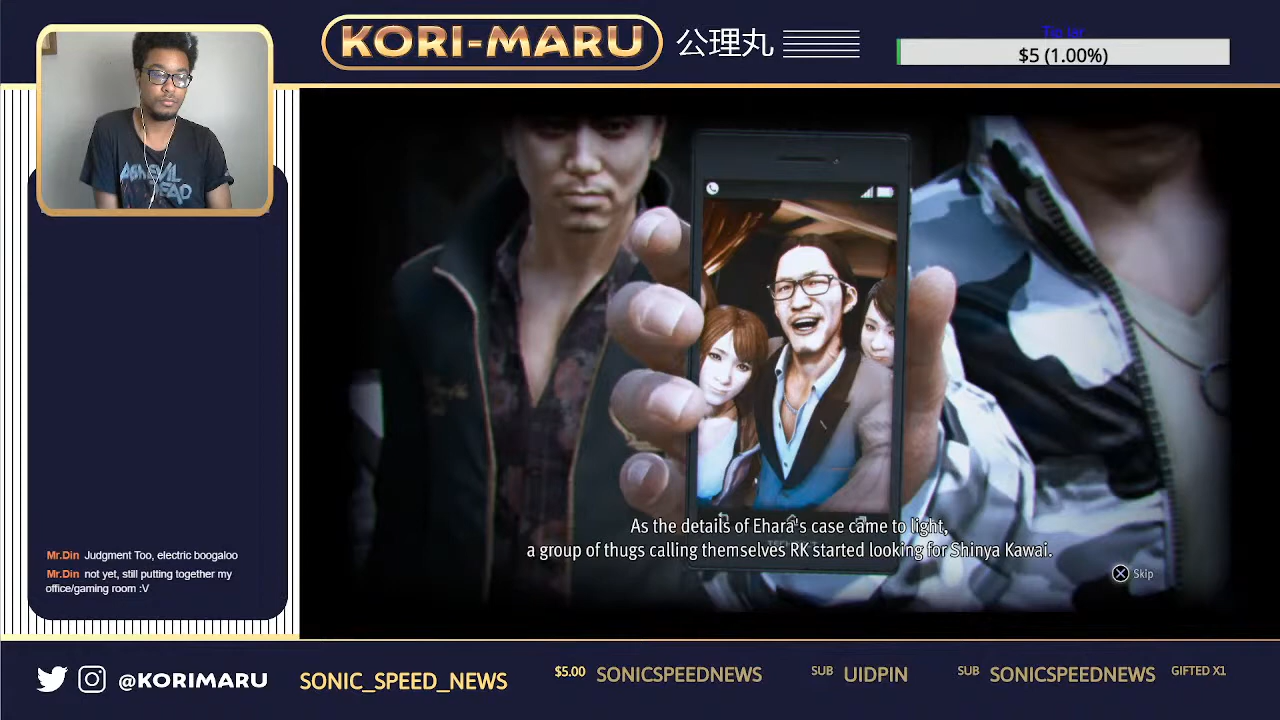 KORI-MARU 公理丸
Tip jar
$5 (1.00%)
As the details of Ehara's case came to light,
a group of thugs calling themselves RK started looking for Shinya Kawai.
Skip
Mr.Din Judgment Too, electric boogaloo
Mr.Din not yet, still putting together my
office/gaming room :V
@KORIMARU
SONIC_SPEED_NEWS
$5.00 SONICSPEEDNEWS
SUB UIDPIN
SUB SONICSPEEDNEWS GIFTED X1